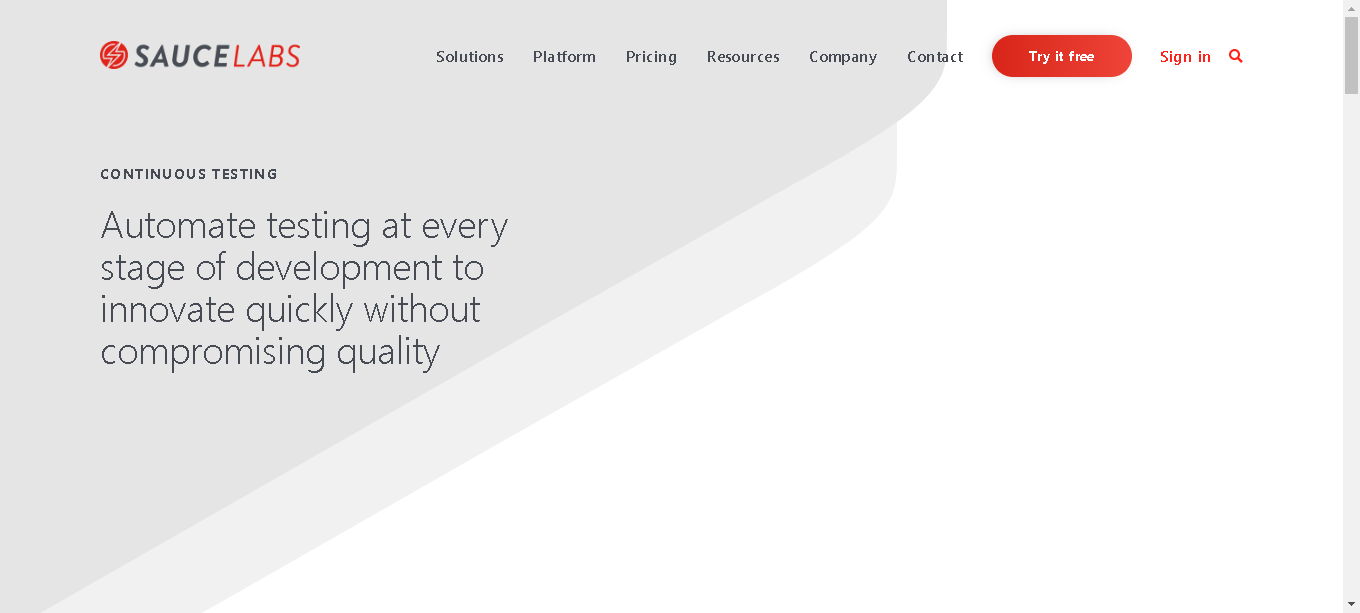 SAUCELABS
Solutions Platform Pricing Resources Company Contact Try it free Sign in
CONTINUOUS TESTING
Automate testing at every
stage of development to
innovate quickly without
compromising quality